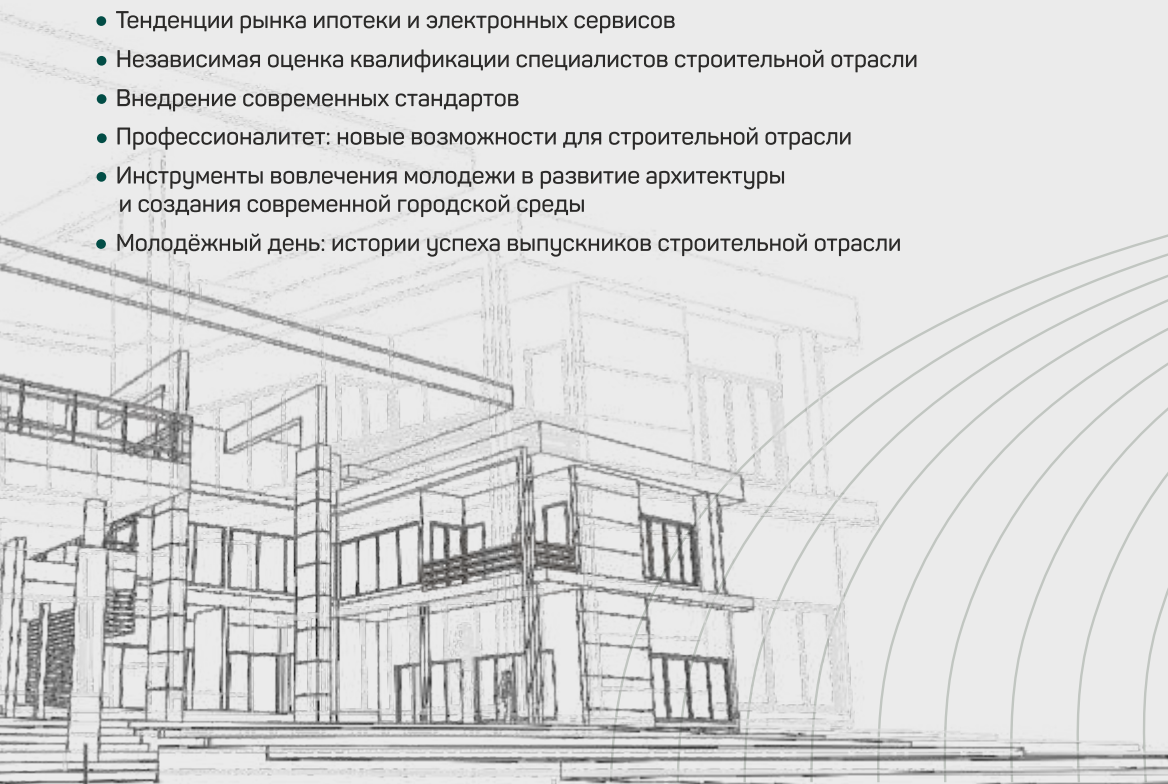 • Тенденции рынка ипотеки и электронных сервисов
• Независимая оценка квалификации специалистов строительной отрасли
• Внедрение современных стандартов
• Профессионалитет: новые возможности для строительной отрасли
• Инструменты вовлечения молодежи в развитие архитектуры
и создания современной городской среды
• Молодёжный день: истории успеха выпускников строительной отрасли